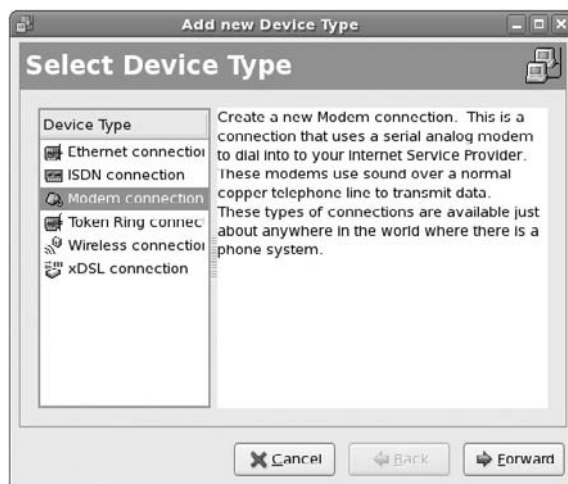 Add new Device Type
Select Device Type
Device Type
Ethernet connection
ISDN connection
Modem connection
Token Ring connec
Wireless connection
xDSL connection
Create a new Modem connection. This is a
connection that uses a serial analog modem
to dial into to your Internet Service Provider.
These modems use sound over a normal
copper telephone line to transmit data.
These types of connections are available just
about anywhere in the world where there is a
phone system.
Cancel
Back
Forward